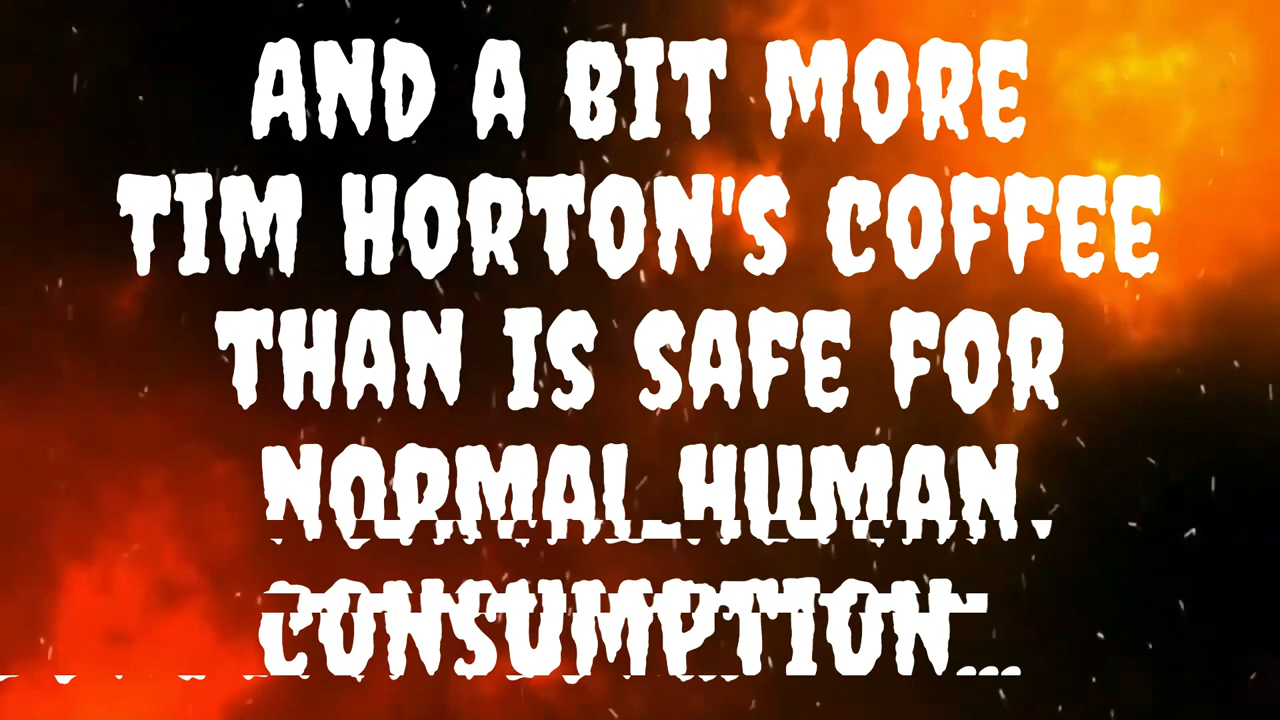 AND A BIT MORE
TIM HORTON'S COFFEE
THAN IS SAFE FOR
NORMAL HUMAN
CONSUMPTION...